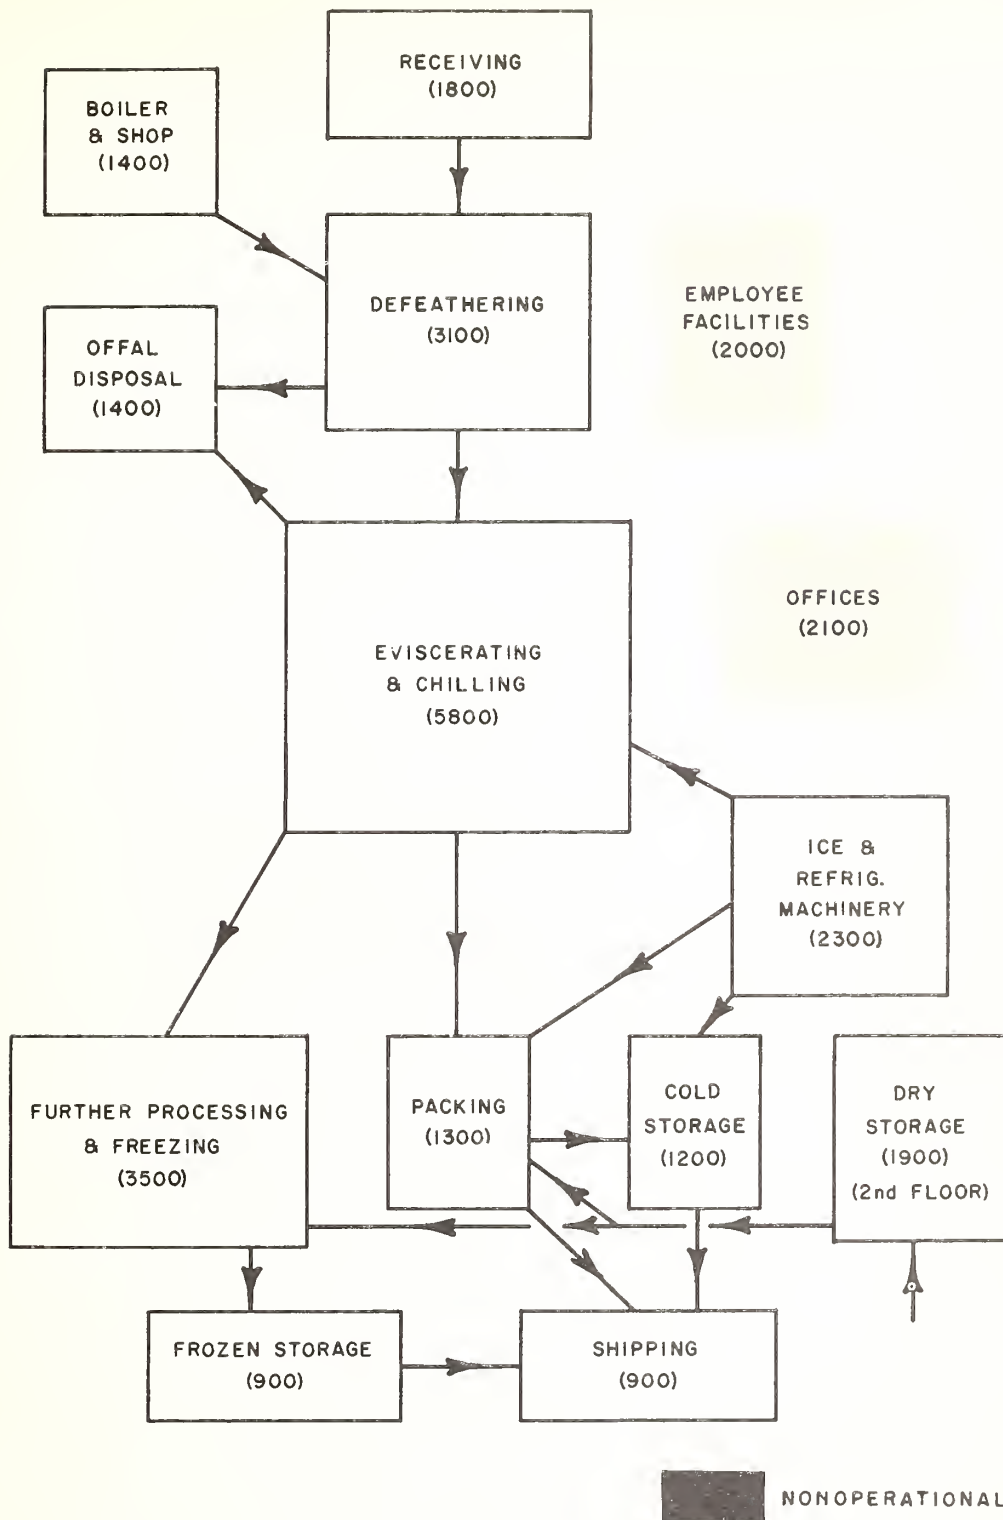 RECEIVING
(1800)
BOILER
& SHOP
(1400)
DEFEATHERING
(3100)
EMPLOYEE
FACILITIES
(2000)
OFFAL
DISPOSAL
(1400)
OFFICES
(2100)
EVISCERATING
& CHILLING
(5800)
ICE &
REFRIG.
MACHINERY
(2300)
FURTHER PROCESSING
& FREEZING
(3500)
PACKING
(1300)
COLD
STORAGE
(1200)
DRY
STORAGE
(1900)
(2nd FLOOR)
FROZEN STORAGE
(900)
SHIPPING
(900)
NONOPERATIONAL